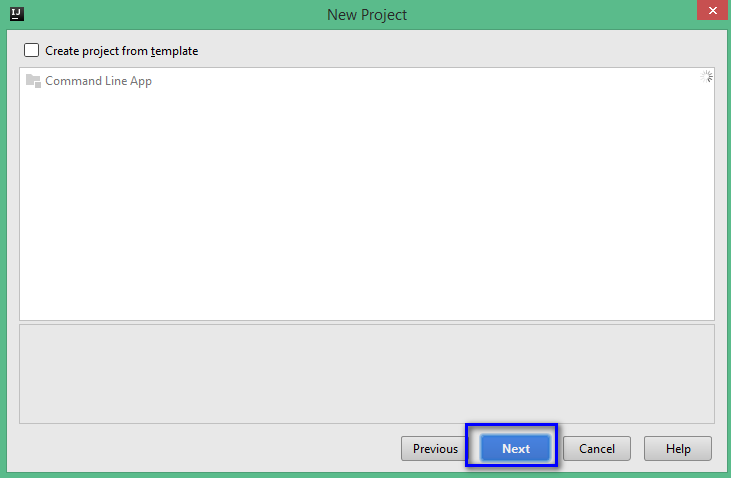 IJ
New Project
×
Create project from template
Command Line App
Previous
Next
Cancel
Help